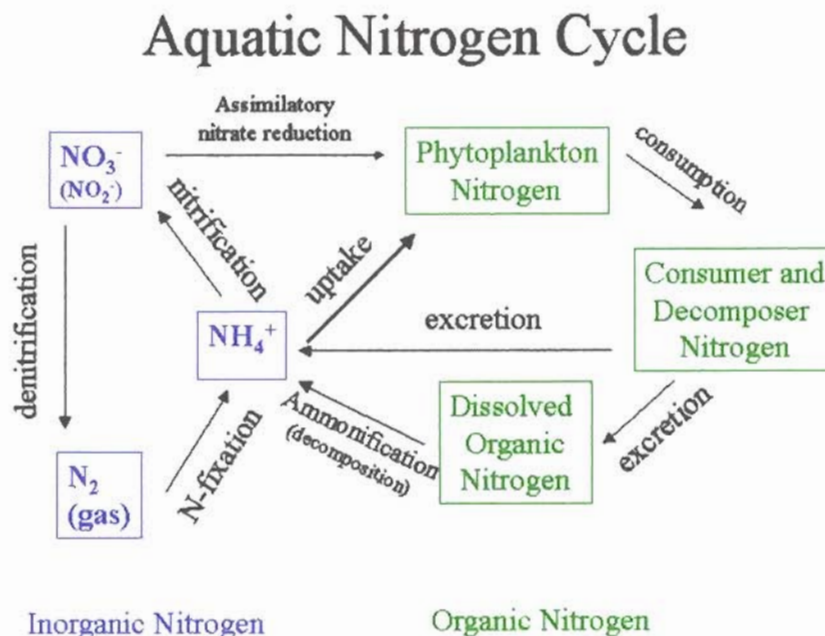 Aquatic Nitrogen Cycle
Assimilatory
nitrate reduction
NO₃⁻
(NO₂⁻)
Phytoplankton
Nitrogen
consumption
nitrification
uptake
denitrification
Consumer and
Decomposer
Nitrogen
excretion
NH₄⁺
Dissolved
Organic
Nitrogen
Ammonification
(decomposition)
excretion
N-fixation
N₂
(gas)
Inorganic Nitrogen
Organic Nitrogen